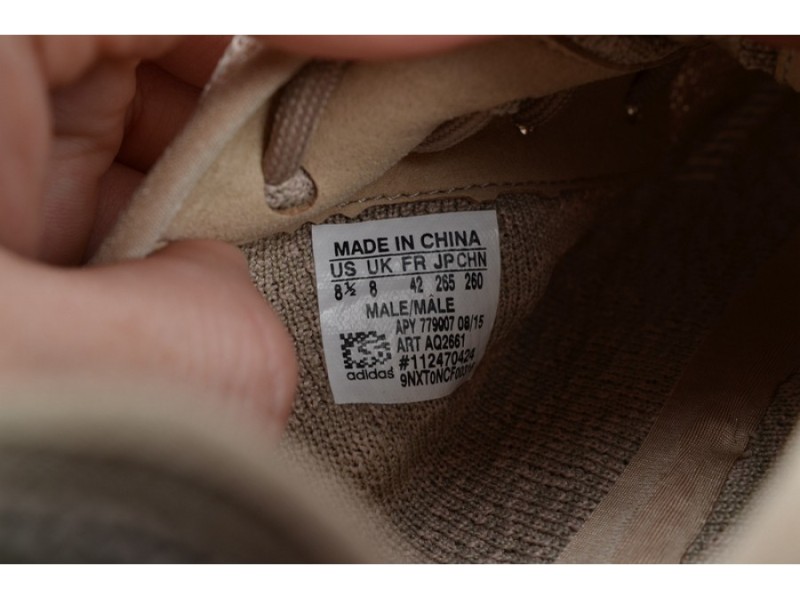 MADE IN CHINA
US UK FR JP CHN
8½ 8 42 265 260
MALE/MÂLE
APY 779007 08/15
ART AQ2661
#112470424
adidas